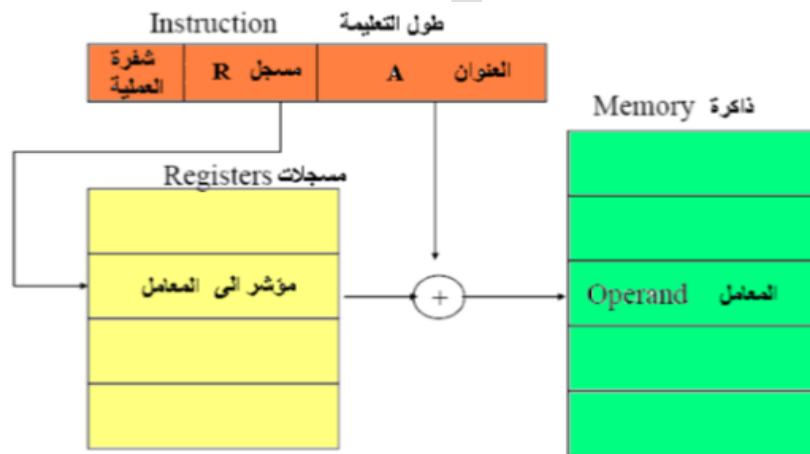 Instruction طول التعليمة
شفرة العملية
مسجل R
العنوان A
Memory ذاكرة
Registers مسجلات
مؤشر الى المعامل
+
Operand المعامل